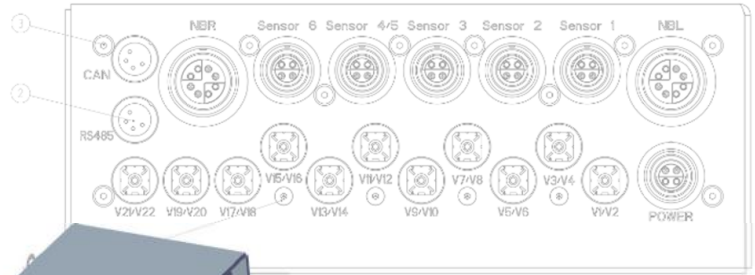 NBR Sensor 6 Sensor 4/5 Sensor 3 Sensor 2 Sensor 1 NBL
1
CAN
2
RS485
V15/V16 V11/V12 V7/V8 V3/V4
V21/V22 V19/V20 V17/V18 V13/V14 V9/V10 V5/V6 V1/V2 POWER